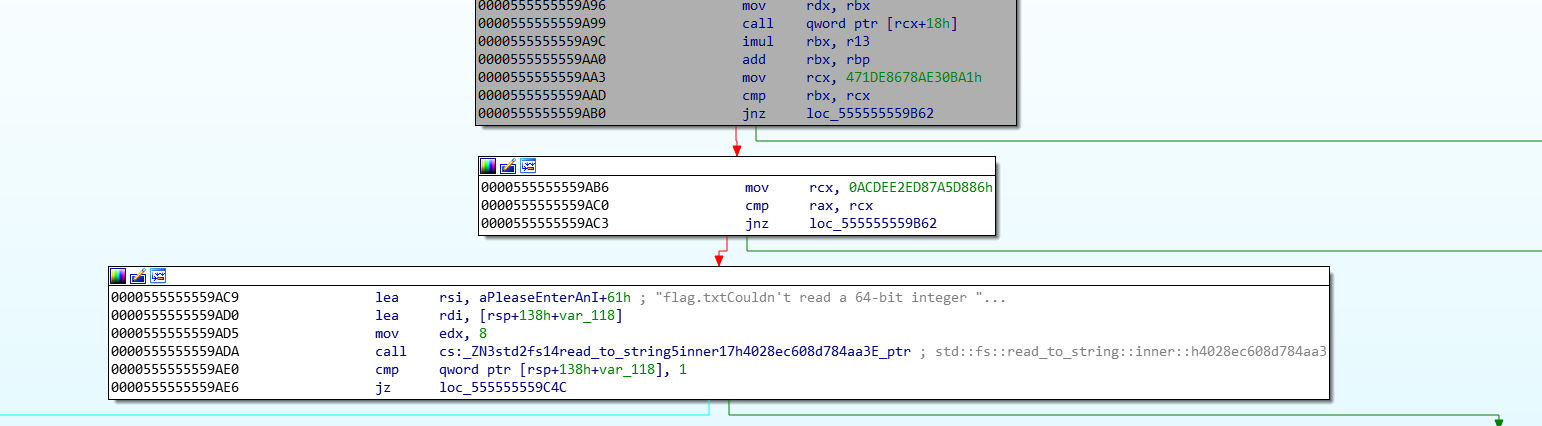 0000555555559A96 mov rdx, rbx
0000555555559A99 call qword ptr [rcx+18h]
0000555555559A9C imul rbx, r13
0000555555559AA0 add rbx, rbp
0000555555559AA3 mov rcx, 471DE8678AE30BA1h
0000555555559AAD cmp rbx, rcx
0000555555559AB0 jnz loc_555555559B62
0000555555559AB6 mov rcx, 0ACDEE2ED87A5D886h
0000555555559AC0 cmp rax, rcx
0000555555559AC3 jnz loc_555555559B62
0000555555559AC9 lea rsi, aPleaseEnterAnI+61h ; "flag.txtCouldn't read a 64-bit integer "...
0000555555559AD0 lea rdi, [rsp+138h+var_118]
0000555555559AD5 mov edx, 8
0000555555559ADA call cs:_ZN3std2fs14read_to_string5inner17h4028ec608d784aa3E_ptr ; std::fs::read_to_string::inner::h4028ec608d784aa3
0000555555559AE0 cmp qword ptr [rsp+138h+var_118], 1
0000555555559AE6 jz loc_555555559C4C